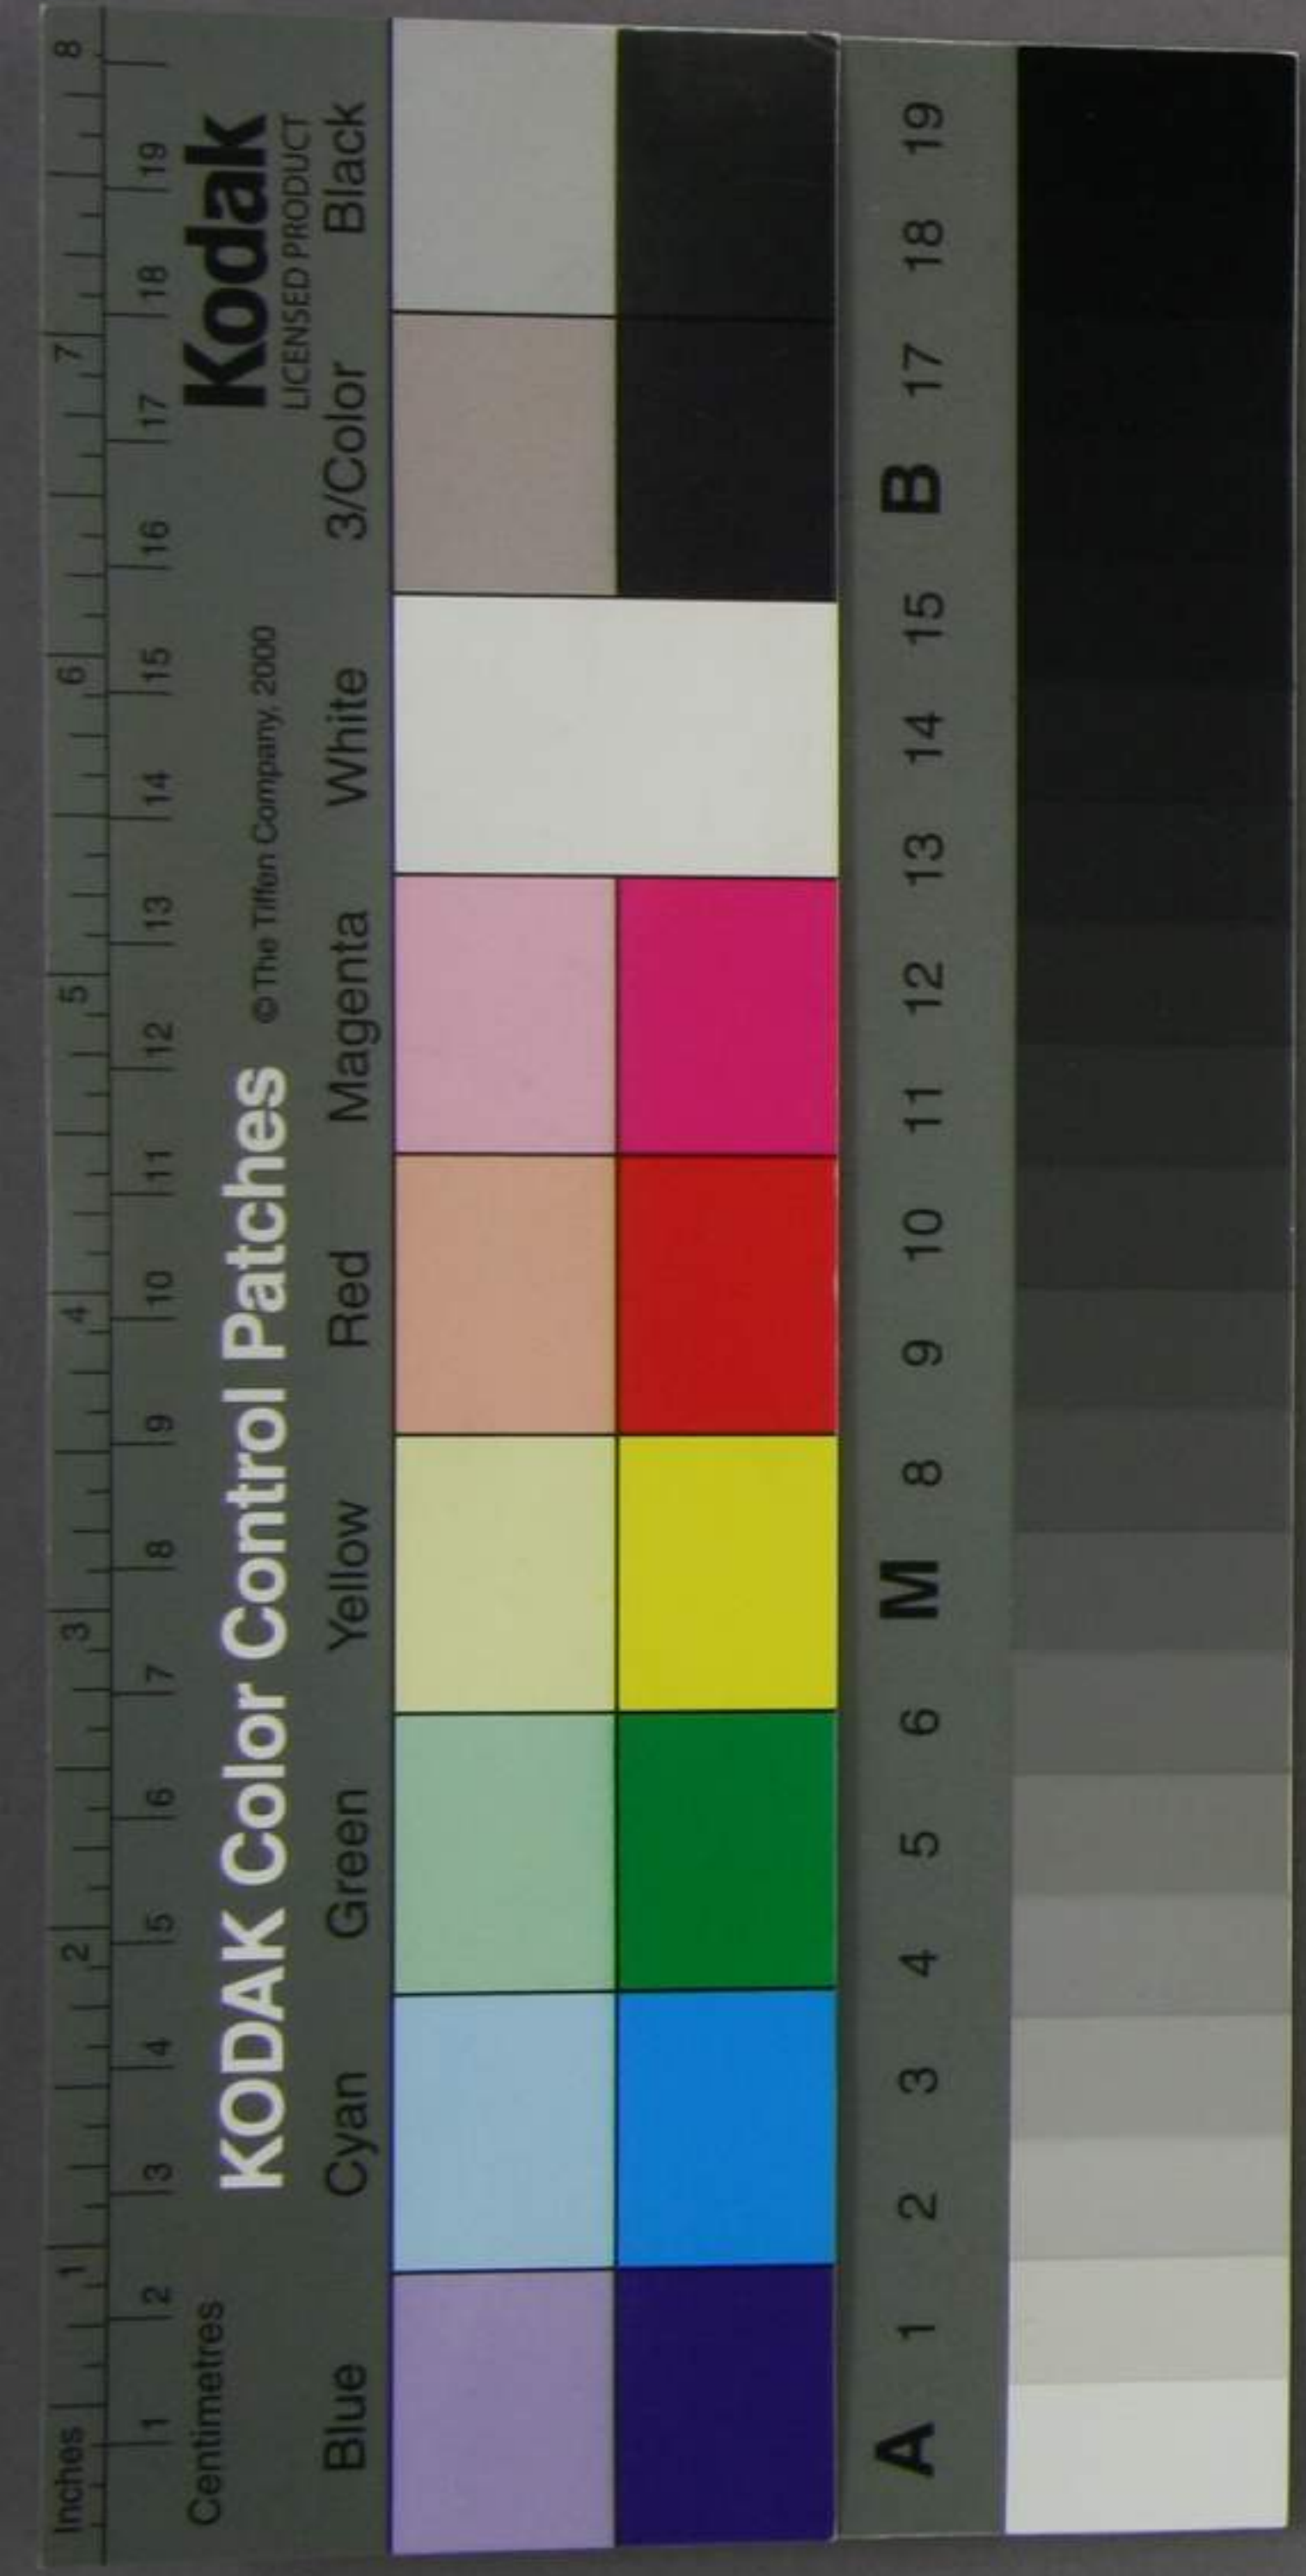 Inches 1 2 3 4 5 6 7 8
1 2 3 4 5 6 7 8 9 10 11 12 13 14 15 16 17 18 19
Centimetres
KODAK Color Control Patches © The Tiffen Company, 2000
Kodak
LICENSED PRODUCT
Blue Cyan Green Yellow Red Magenta White 3/Color Black
A 1 2 3 4 5 6 M 8 9 10 11 12 13 14 15 B 17 18 19